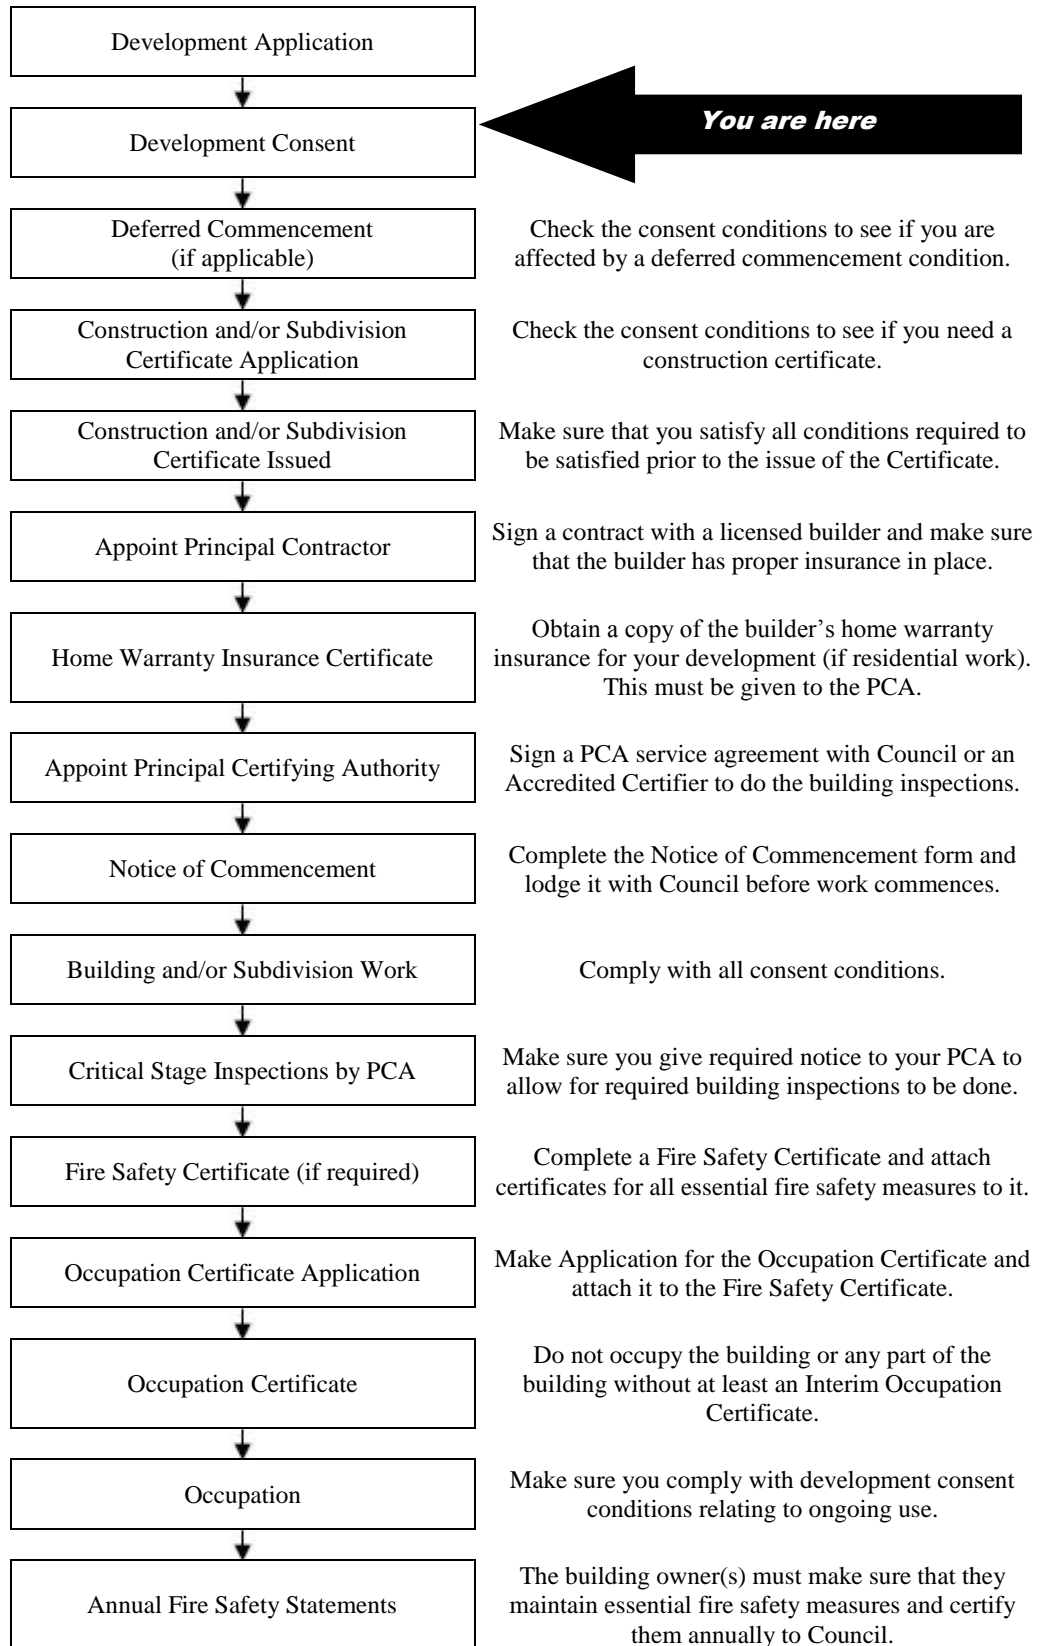 Development Application
Development Consent
You are here
Deferred Commencement
(if applicable)
Check the consent conditions to see if you are
affected by a deferred commencement condition.
Construction and/or Subdivision
Certificate Application
Check the consent conditions to see if you need a
construction certificate.
Construction and/or Subdivision
Certificate Issued
Make sure that you satisfy all conditions required to
be satisfied prior to the issue of the Certificate.
Appoint Principal Contractor
Sign a contract with a licensed builder and make sure
that the builder has proper insurance in place.
Home Warranty Insurance Certificate
Obtain a copy of the builder’s home warranty
insurance for your development (if residential work).
This must be given to the PCA.
Appoint Principal Certifying Authority
Sign a PCA service agreement with Council or an
Accredited Certifier to do the building inspections.
Notice of Commencement
Complete the Notice of Commencement form and
lodge it with Council before work commences.
Building and/or Subdivision Work
Comply with all consent conditions.
Critical Stage Inspections by PCA
Make sure you give required notice to your PCA to
allow for required building inspections to be done.
Fire Safety Certificate (if required)
Complete a Fire Safety Certificate and attach
certificates for all essential fire safety measures to it.
Occupation Certificate Application
Make Application for the Occupation Certificate and
attach it to the Fire Safety Certificate.
Occupation Certificate
Do not occupy the building or any part of the
building without at least an Interim Occupation
Certificate.
Occupation
Make sure you comply with development consent
conditions relating to ongoing use.
Annual Fire Safety Statements
The building owner(s) must make sure that they
maintain essential fire safety measures and certify
them annually to Council.